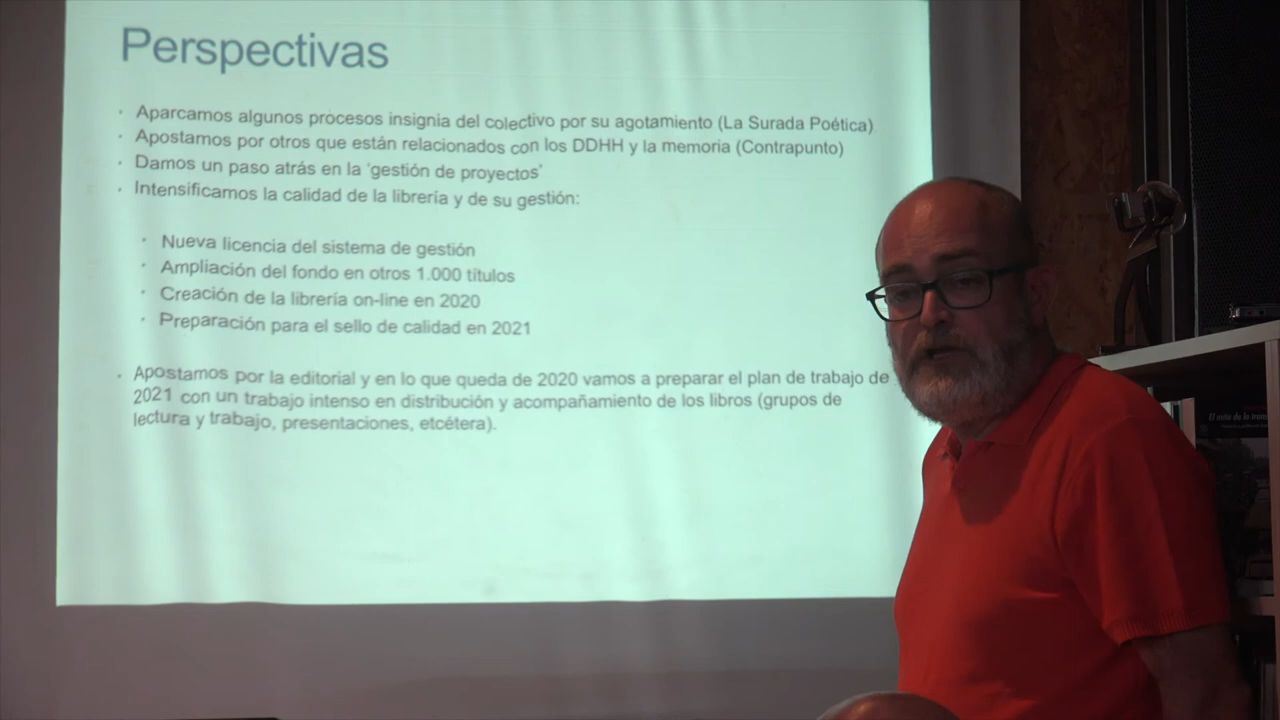 Perspectivas
· Aparcamos algunos procesos insignia del colectivo por su agotamiento (La Surada Poética)
· Apostamos por otros que están relacionados con los DDHH y la memoria (Contrapunto)
· Damos un paso atrás en la ‘gestión de proyectos’
· Intensificamos la calidad de la librería y de su gestión:
· Nueva licencia del sistema de gestión
· Ampliación del fondo en otros 1.000 títulos
· Creación de la librería on-line en 2020
· Preparación para el sello de calidad en 2021
· Apostamos por la editorial y en lo que queda de 2020 vamos a preparar el plan de trabajo de
2021 con un trabajo intenso en distribución y acompañamiento de los libros (grupos de
lectura y trabajo, presentaciones, etcétera).
El mito de la